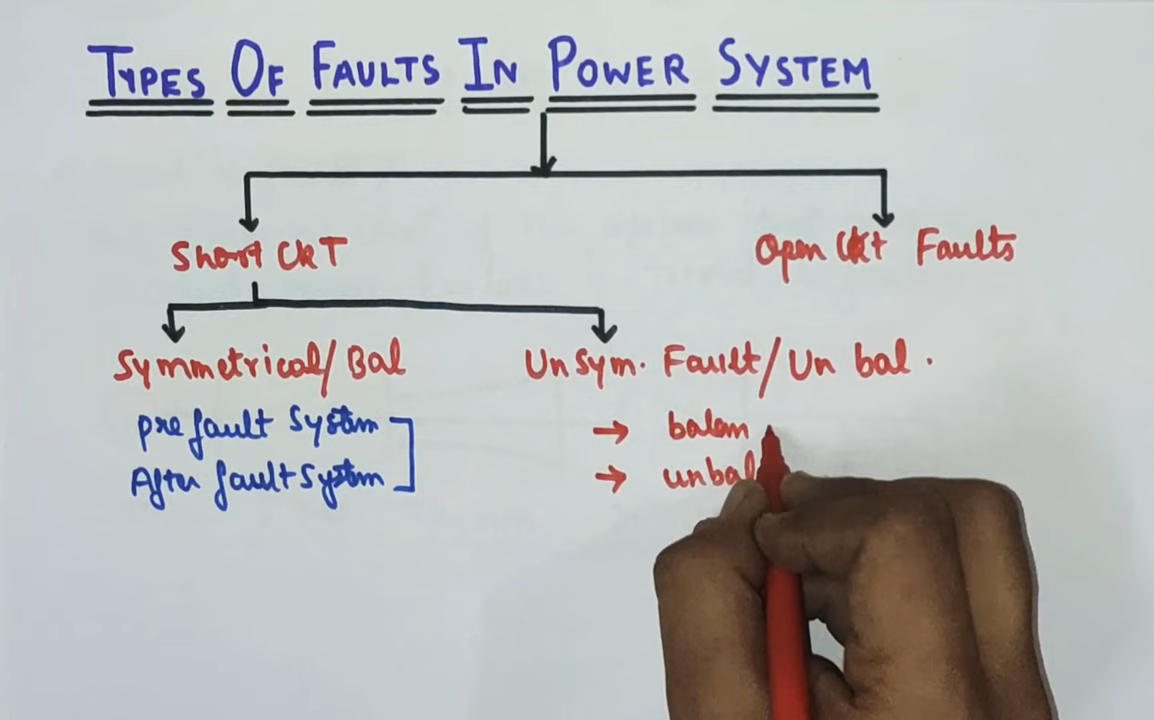 TYPES OF FAULTS IN POWER SYSTEM
Short CKT
Open CKt Faults
Symmetrical/Bal
UnSym. Fault/Un bal.
Pre fault System
After fault System
→ balan
→ unbal